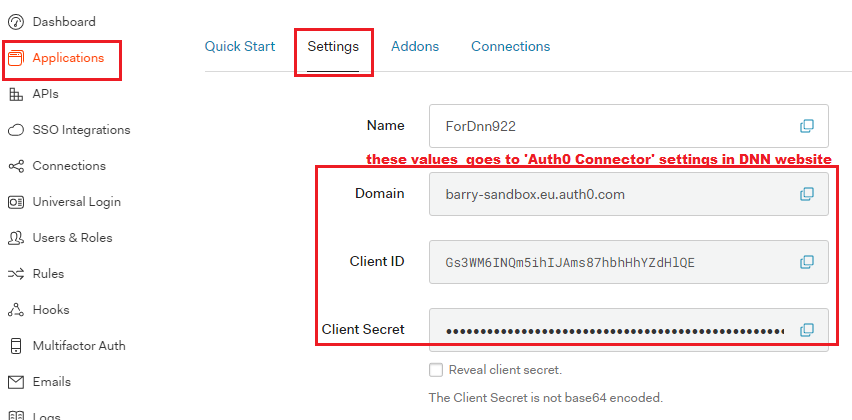 Dashboard
Applications
APIs
SSO Integrations
Connections
Universal Login
Users & Roles
Rules
Hooks
Multifactor Auth
Emails
Logs
Quick Start Settings Addons Connections
Name ForDnn922
these values goes to 'Auth0 Connector' settings in DNN website
Domain barry-sandbox.eu.auth0.com
Client ID Gs3WM6INQm5ihIJAms87hbhHhYZdHlQE
Client Secret ••••••••••••••••••••••••••••••••••••••••••••••••••
Reveal client secret.
The Client Secret is not base64 encoded.